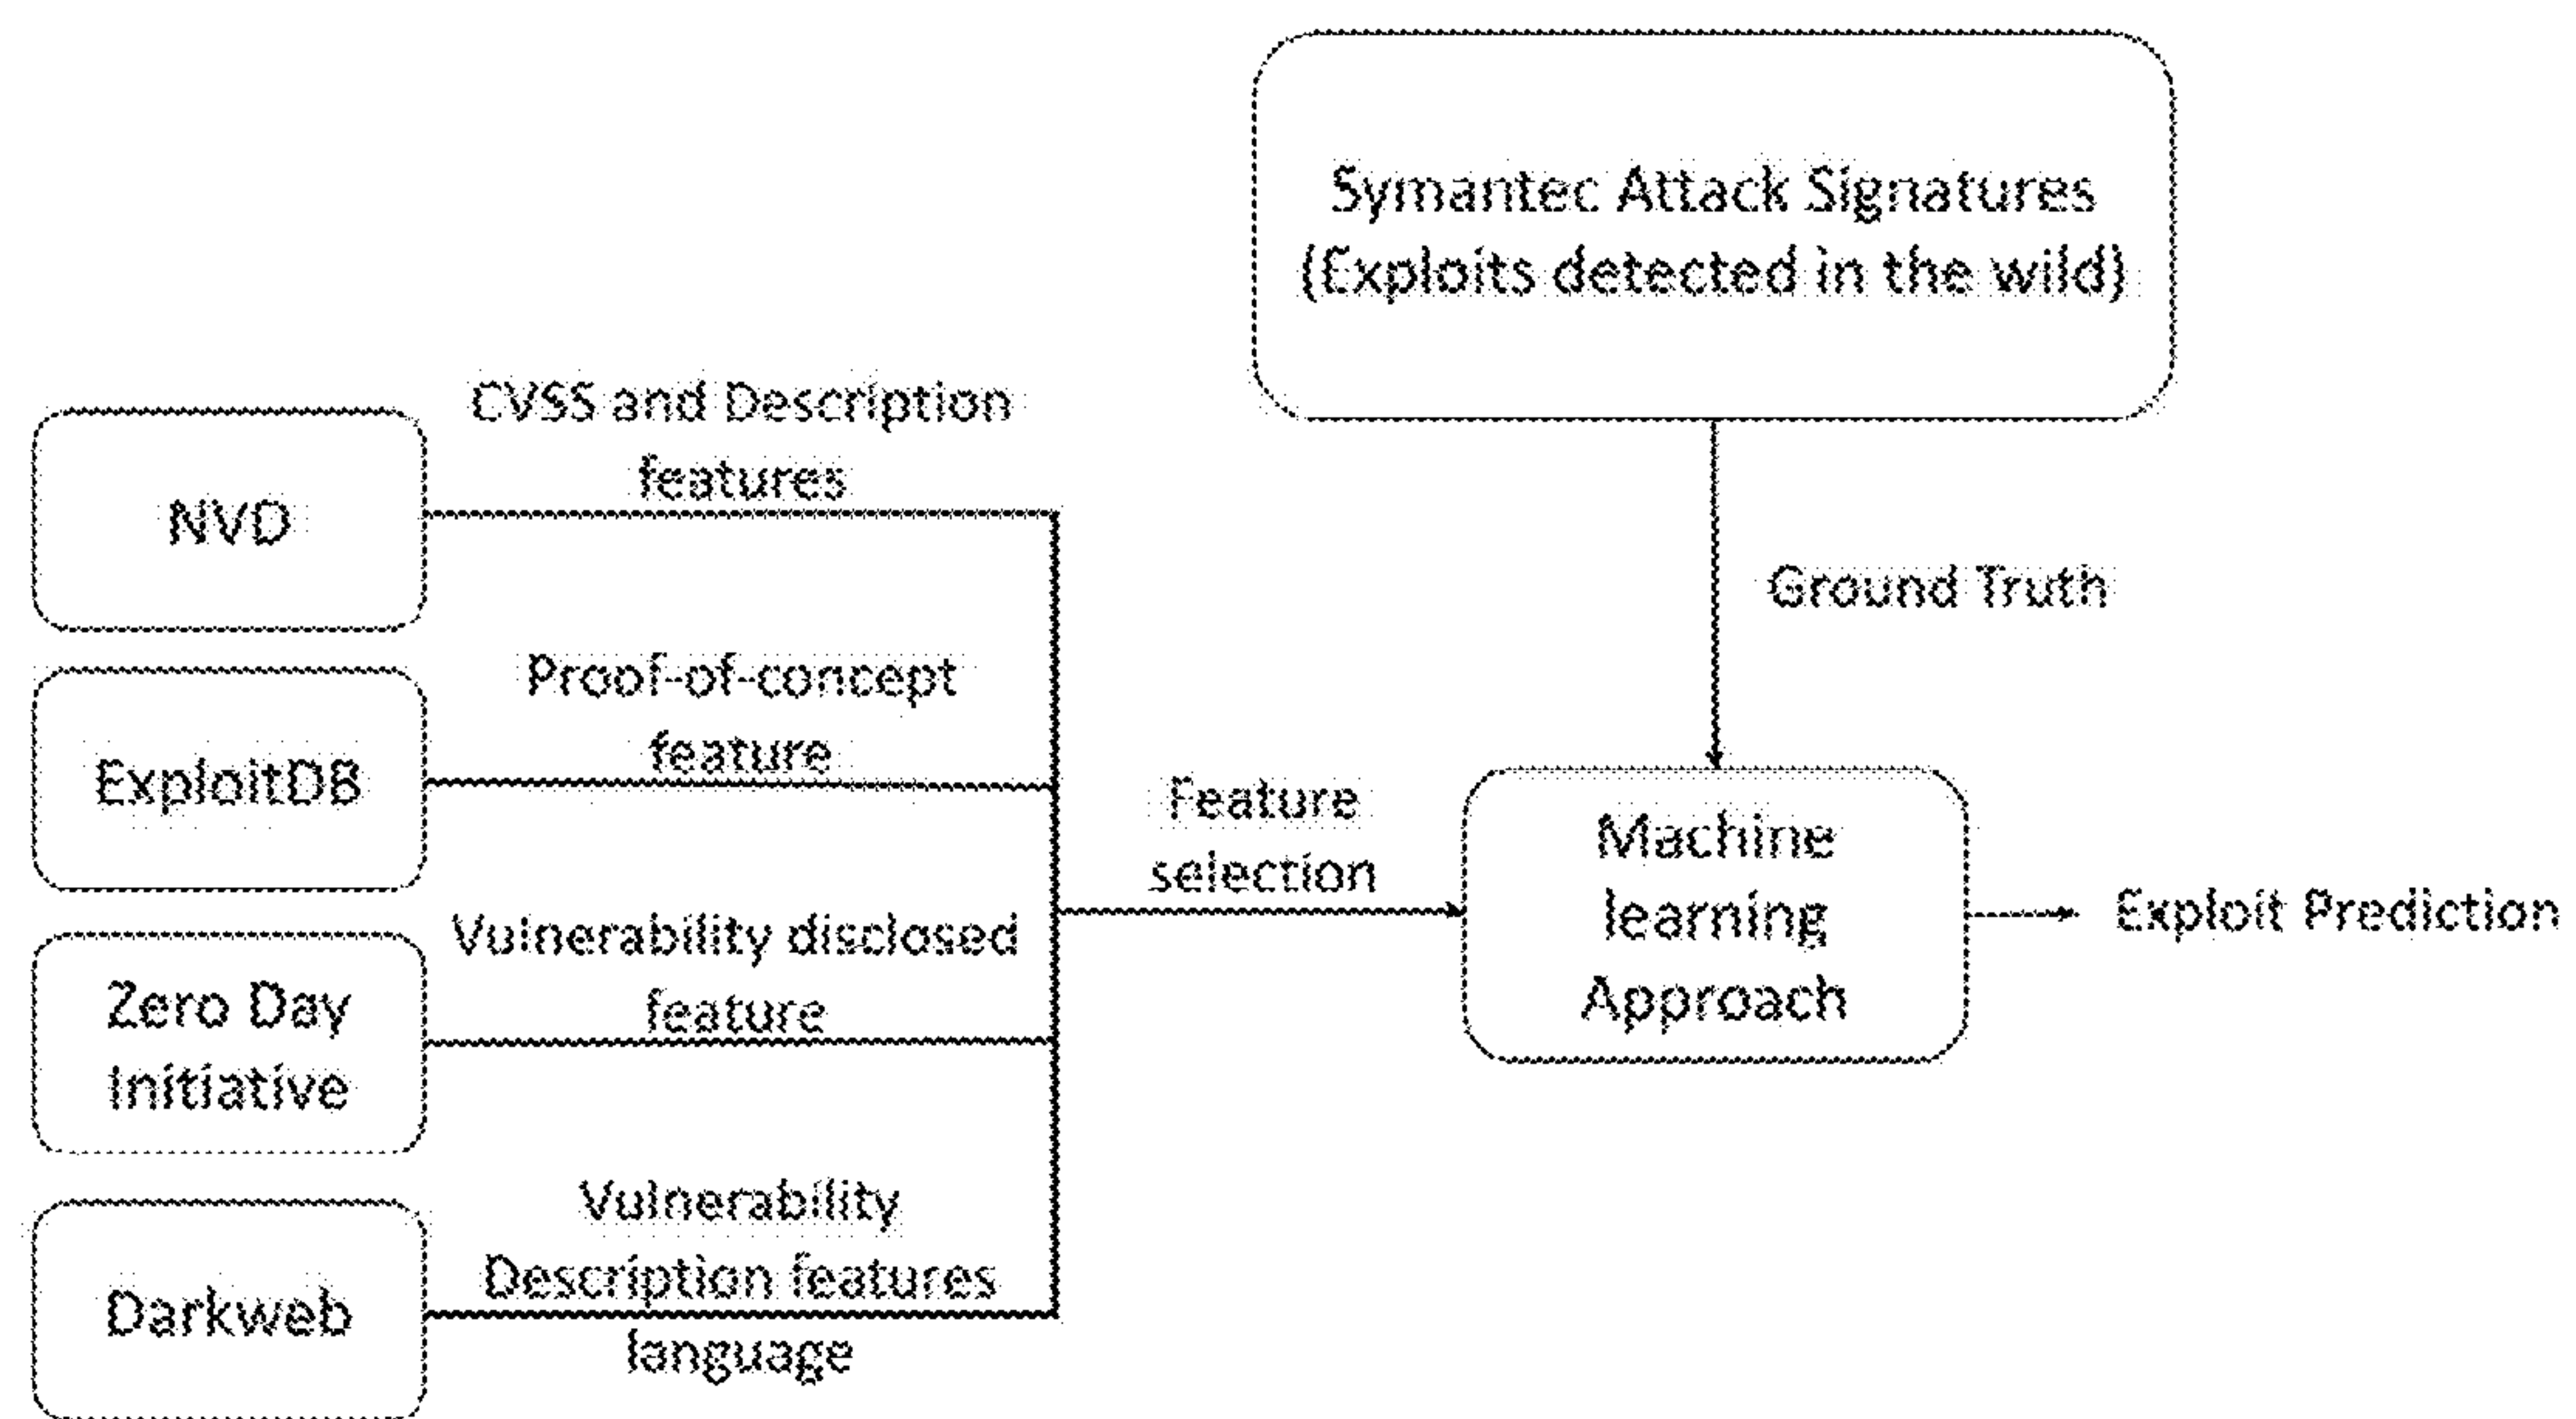 Symantec Attack Signatures
(Exploits detected in the wild)
CVSS and Description
features
NVD
Ground Truth
Proof-of-concept
feature
ExploitDB
Feature
selection
Machine
learning
Approach
Exploit Prediction
Vulnerability disclosed
feature
Zero Day
Initiative
Vulnerability
Description features
language
Darkweb